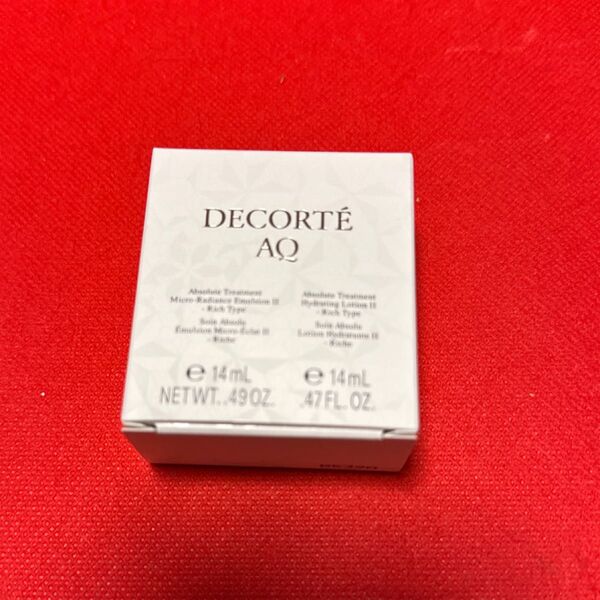 DECORTÉ
AQ
Absolute Treatment
Micro-Radiance Emulsion II
- Rich Type
Soin Absolu
Émulsion Micro-Éclat II
- Riche
℮ 14mL
NET WT. .49 OZ.
Absolute Treatment
Hydrating Lotion II
- Rich Type
Soin Absolu
Lotion Hydratante II
- Riche
℮ 14mL
.47 FL. OZ.